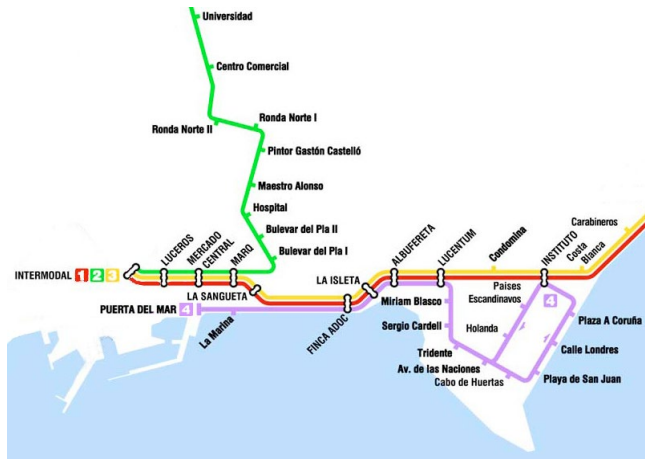 Universidad
Centro Comercial
Ronda Norte I
Ronda Norte II
Pintor Gastón Castelló
Maestro Alonso
Hospital
Bulevar del Pla II
Bulevar del Pla I
INTERMODAL 1 2 3
LUCEROS
MERCADO
CENTRAL
MARQ
LA SANGUETA
PUERTA DEL MAR 4
La Marina
FINCA ADOC
LA ISLETA
ALBUFERETA
LUCENTUM
Condomina
INSTITUTO
Costa
Blanca
Carabineros
Miriam Blasco
Sergio Cardell
Tridente
Av. de las Naciones
Cabo de Huertas
Holanda
Paises
Escandinavos
4
Plaza A Coruña
Calle Londres
Playa de San Juan